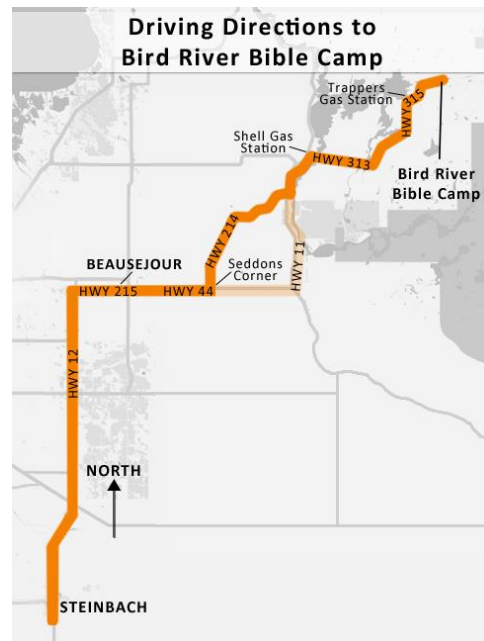 Driving Directions to
Bird River Bible Camp
Trappers
Gas Station
HWY 315
Shell Gas
Station
HWY 313
Bird River
Bible Camp
HWY 214
BEAUSEJOUR
Seddons
Corner
HWY 11
HWY 215
HWY 44
HWY 12
NORTH
STEINBACH